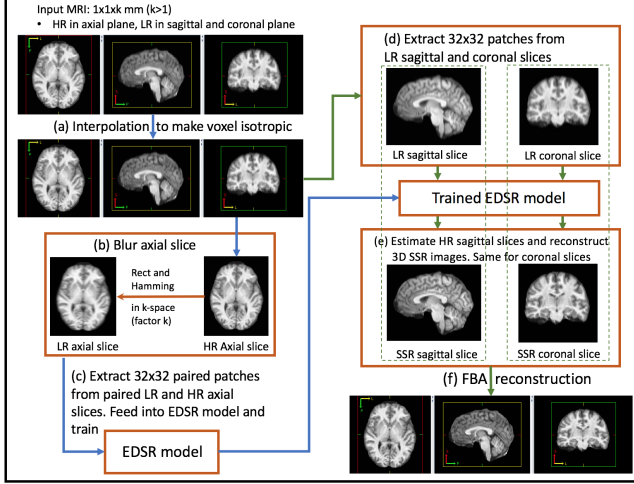 Input MRI: 1x1xk mm (k>1)
• HR in axial plane, LR in sagittal and coronal plane
(a) Interpolation to make voxel isotropic
(b) Blur axial slice
Rect and
Hamming
in k-space
(factor k)
LR axial slice
HR Axial slice
(c) Extract 32x32 paired patches
from paired LR and HR axial
slices. Feed into EDSR model and
train
EDSR model
(d) Extract 32x32 patches from
LR sagittal and coronal slices
LR sagittal slice
LR coronal slice
Trained EDSR model
(e) Estimate HR sagittal slices and reconstruct
3D SSR images. Same for coronal slices
SSR sagittal slice
SSR coronal slice
(f) FBA reconstruction